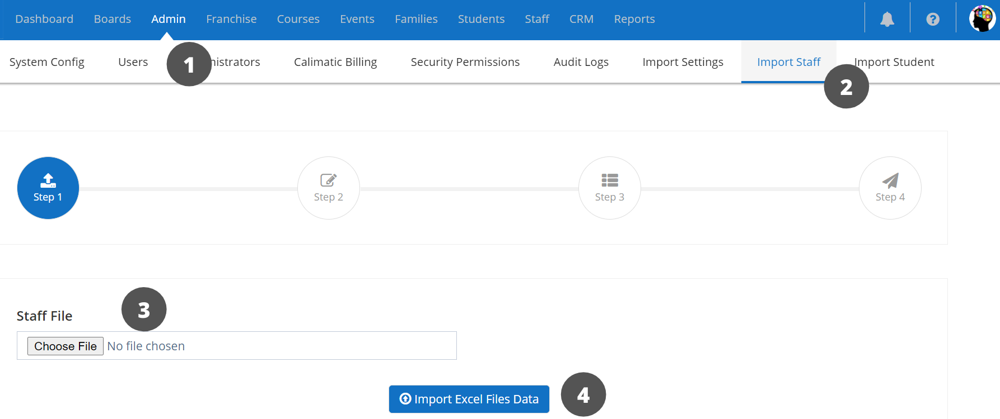 Dashboard Boards Admin Franchise Courses Events Families Students Staff CRM Reports
System Config Users 1 nistrators Calimatic Billing Security Permissions Audit Logs Import Settings Import Staff Import Student
2
Step 1 Step 2 Step 3 Step 4
3
Staff File
Choose File No file chosen
Import Excel Files Data 4